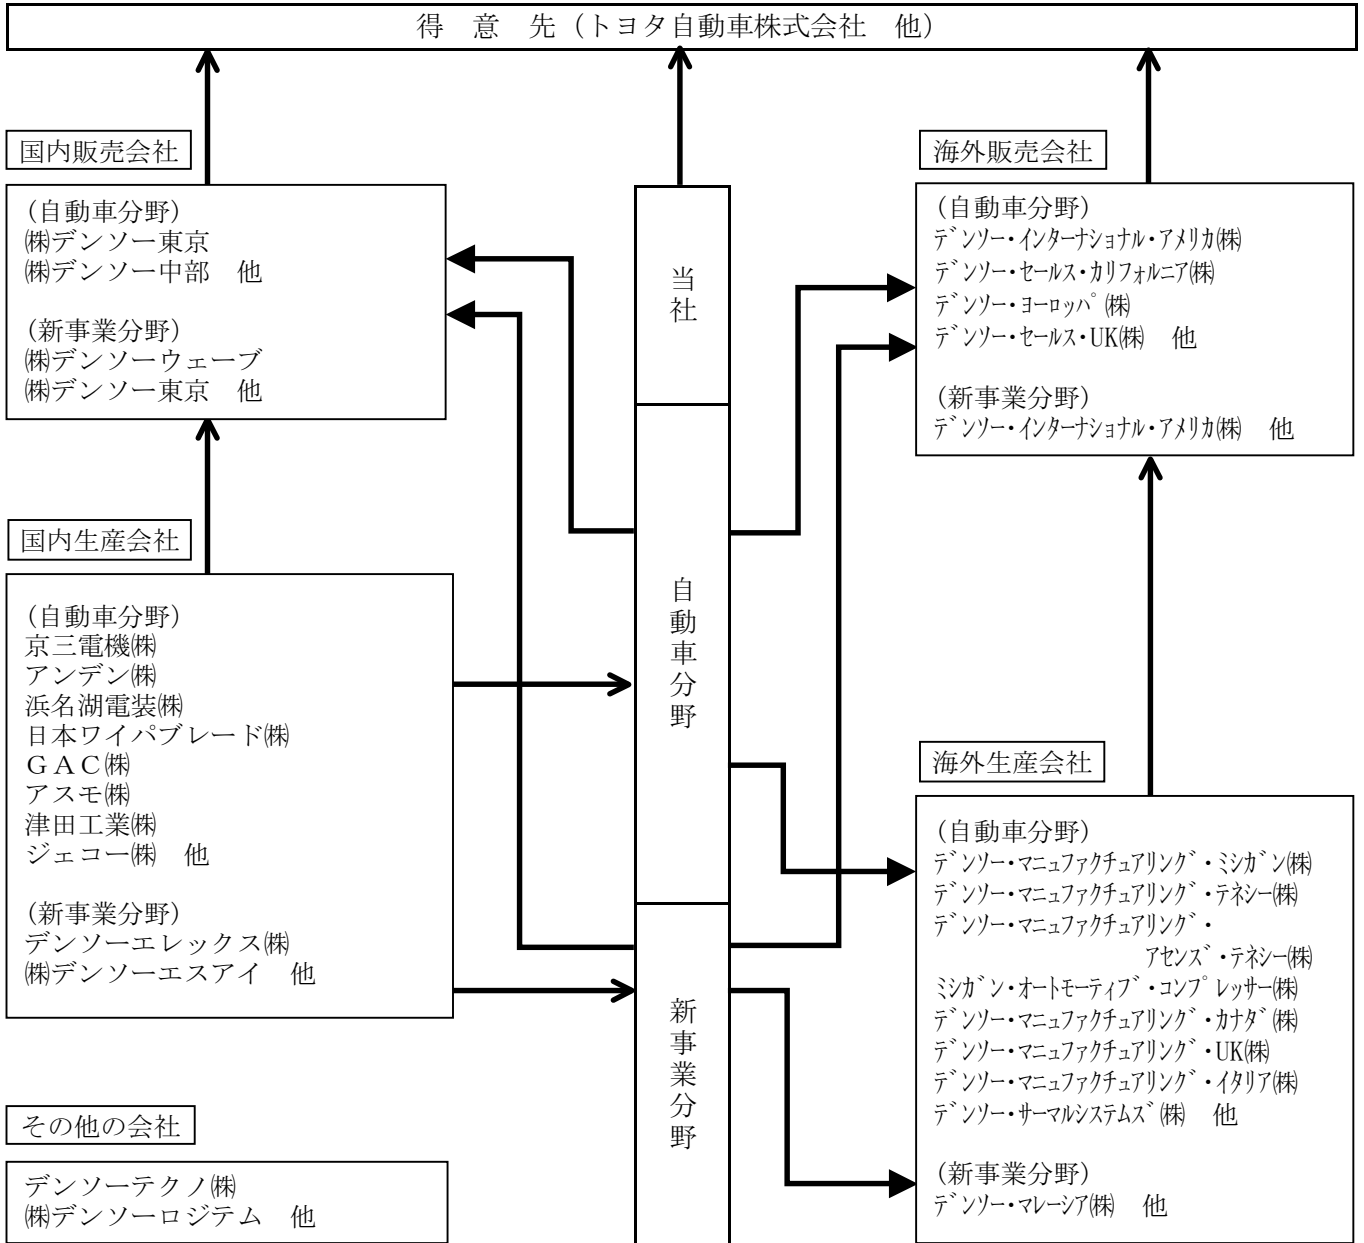 得　意　先（トヨタ自動車株式会社　他）
国内販売会社
（自動車分野）
㈱デンソー東京
㈱デンソー中部　他
（新事業分野）
㈱デンソーウェーブ
㈱デンソー東京　他
国内生産会社
（自動車分野）
京三電機㈱
アンデン㈱
浜名湖電装㈱
日本ワイパブレード㈱
ＧＡＣ㈱
アスモ㈱
津田工業㈱
ジェコー㈱　他
（新事業分野）
デンソーエレックス㈱
㈱デンソーエスアイ　他
その他の会社
デンソーテクノ㈱
㈱デンソーロジテム　他
当社
自動車分野
新事業分野
海外販売会社
（自動車分野）
ﾃﾞﾝｿｰ・ｲﾝﾀｰﾅｼｮﾅﾙ・ｱﾒﾘｶ㈱
ﾃﾞﾝｿｰ・ｾｰﾙｽ・ｶﾘﾌｫﾙﾆｱ㈱
ﾃﾞﾝｿｰ・ﾖｰﾛｯﾊﾟ㈱
ﾃﾞﾝｿｰ・ｾｰﾙｽ・UK㈱　他
（新事業分野）
ﾃﾞﾝｿｰ・ｲﾝﾀｰﾅｼｮﾅﾙ・ｱﾒﾘｶ㈱　他
海外生産会社
（自動車分野）
ﾃﾞﾝｿｰ・ﾏﾆｭﾌｧｸﾁｭｱﾘﾝｸﾞ・ﾐｼｶﾞﾝ㈱
ﾃﾞﾝｿｰ・ﾏﾆｭﾌｧｸﾁｭｱﾘﾝｸﾞ・ﾃﾈｼｰ㈱
ﾃﾞﾝｿｰ・ﾏﾆｭﾌｧｸﾁｭｱﾘﾝｸﾞ・
ｱｾﾝｽﾞ・ﾃﾈｼｰ㈱
ﾐｼｶﾞﾝ・ｵｰﾄﾓｰﾃｨﾌﾞ・ｺﾝﾌﾟﾚｯｻｰ㈱
ﾃﾞﾝｿｰ・ﾏﾆｭﾌｧｸﾁｭｱﾘﾝｸﾞ・ｶﾅﾀﾞ㈱
ﾃﾞﾝｿｰ・ﾏﾆｭﾌｧｸﾁｭｱﾘﾝｸﾞ・UK㈱
ﾃﾞﾝｿｰ・ﾏﾆｭﾌｧｸﾁｭｱﾘﾝｸﾞ・ｲﾀﾘｱ㈱
ﾃﾞﾝｿｰ・ｻｰﾏﾙｼｽﾃﾑｽﾞ㈱　他
（新事業分野）
ﾃﾞﾝｿｰ・ﾏﾚｰｼｱ㈱　他